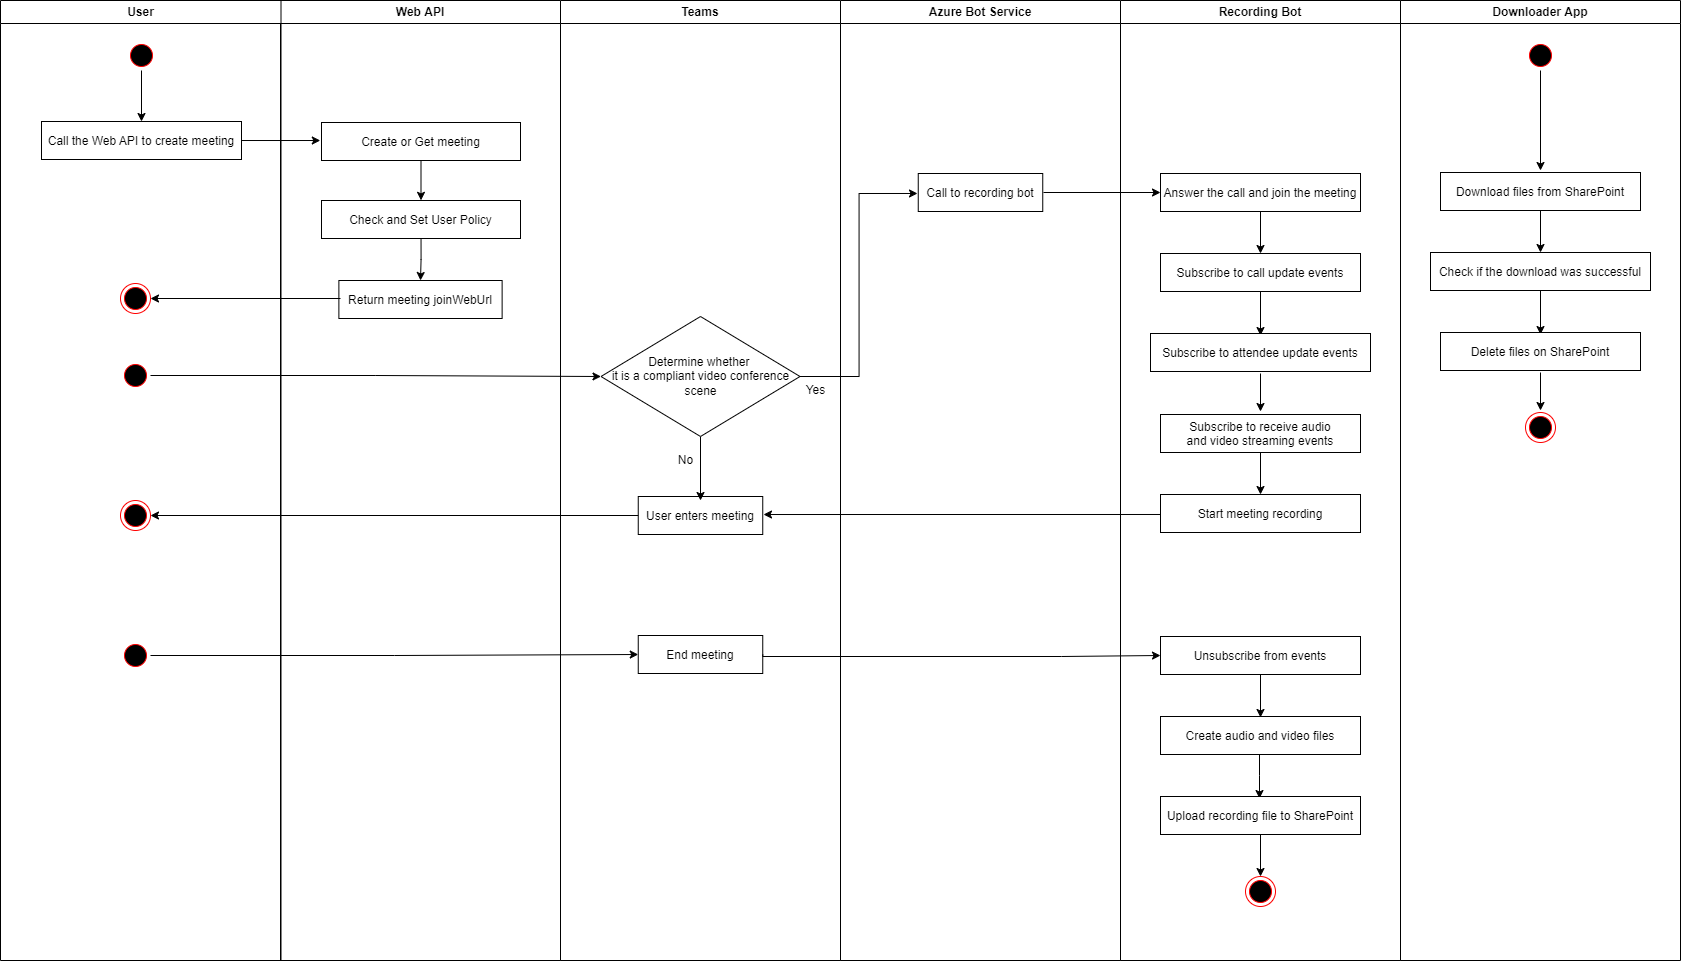 User
Web API
Teams
Azure Bot Service
Recording Bot
Downloader App
Call the Web API to create meeting
Create or Get meeting
Check and Set User Policy
Return meeting joinWebUrl
Determine whether
it is a compliant video conference
scene
Yes
No
User enters meeting
End meeting
Call to recording bot
Answer the call and join the meeting
Subscribe to call update events
Subscribe to attendee update events
Subscribe to receive audio
and video streaming events
Start meeting recording
Unsubscribe from events
Create audio and video files
Upload recording file to SharePoint
Download files from SharePoint
Check if the download was successful
Delete files on SharePoint